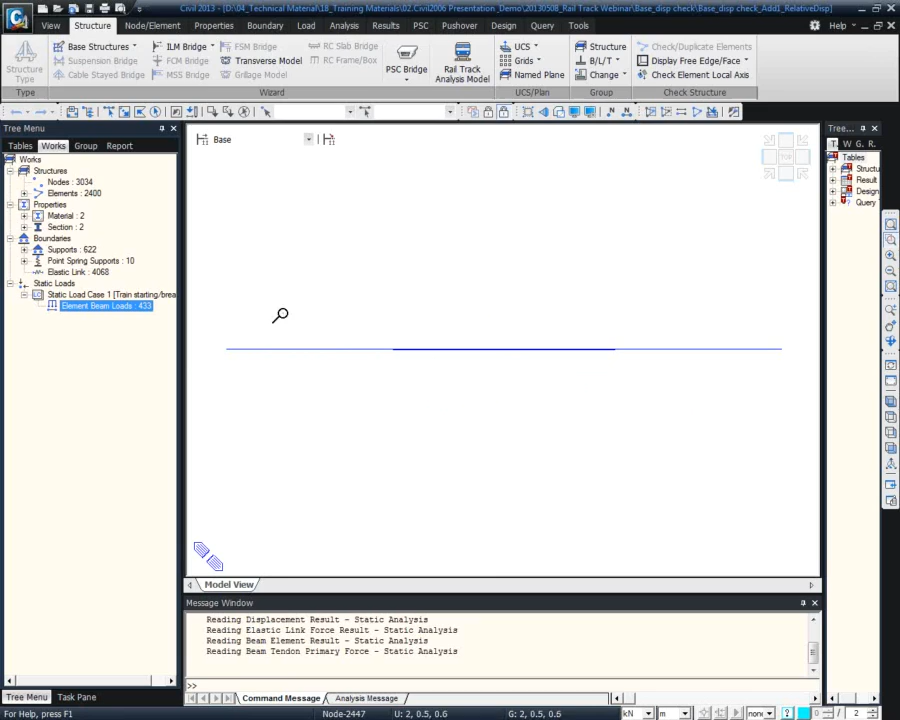 Civil 2013 - [D:\04_Technical Material\18_Training Materials\02.Civil2006 Presentation_Demo\20130508_Rail Track Webinar\Base_disp check\Base_disp check_Add1_RelativeDisp]
View Structure Node/Element Properties Boundary Load Analysis Results PSC Pushover Design Query Tools Help
Structure Type
Type
Base Structures
Suspension Bridge
Cable Stayed Bridge
ILM Bridge
FCM Bridge
MSS Bridge
FSM Bridge
Transverse Model
Grillage Model
RC Slab Bridge
RC Frame/Box
PSC Bridge
Rail Track Analysis Model
Wizard
UCS
Grids
Named Plane
UCS/Plan
Structure
B/L/T
Change
Group
Check/Duplicate Elements
Display Free Edge/Face
Check Element Local Axis
Check Structure
Tree Menu
Tables Works Group Report
Works
Structures
Nodes : 3034
Elements : 2400
Properties
Material : 2
Section : 2
Boundaries
Supports : 622
Point Spring Supports : 10
Elastic Link : 4068
Static Loads
Static Load Case 1 [Train starting/brea
Element Beam Loads : 433
Base
TOP
Tree...
T. W G. R.
Tables
Structu
Result
Design
Query
Model View
Message Window
Reading Displacement Result - Static Analysis
Reading Elastic Link Force Result - Static Analysis
Reading Beam Element Result - Static Analysis
Reading Beam Tendon Primary Force - Static Analysis
>>
Command Message Analysis Message
Tree Menu Task Pane
For Help, press F1 Node-2447 U: 2, 0.5, 0.6 G: 2, 0.5, 0.6 kN m non 0 / 2